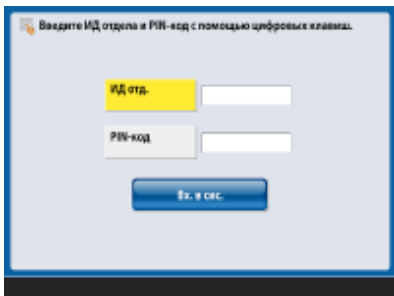 Введите ИД отдела и PIN-код с помощью цифровых клавиш.
ИД отд.
PIN-код
Вх. в сис.